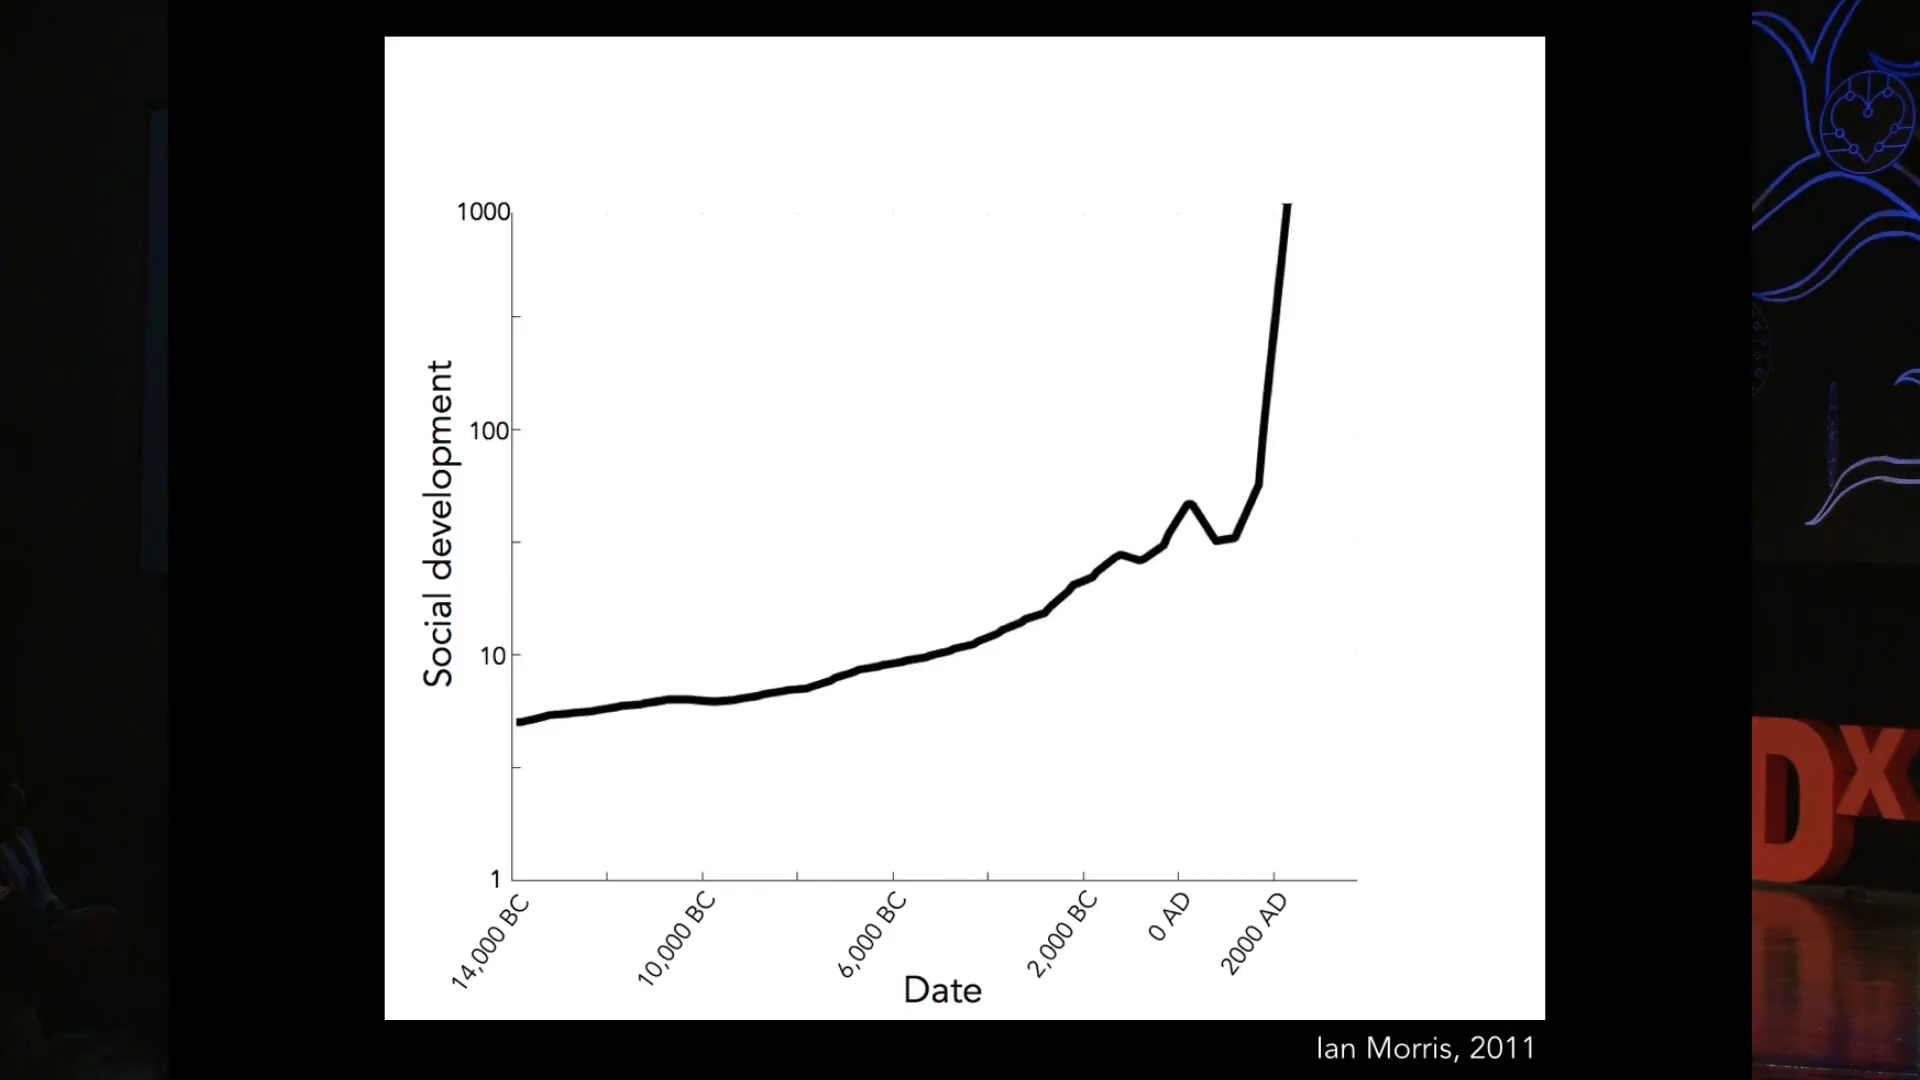 1000
100
10
1
Social development
14,000 BC
10,000 BC
6,000 BC
2,000 BC
0 AD
2000 AD
Date
Ian Morris, 2011
Dx